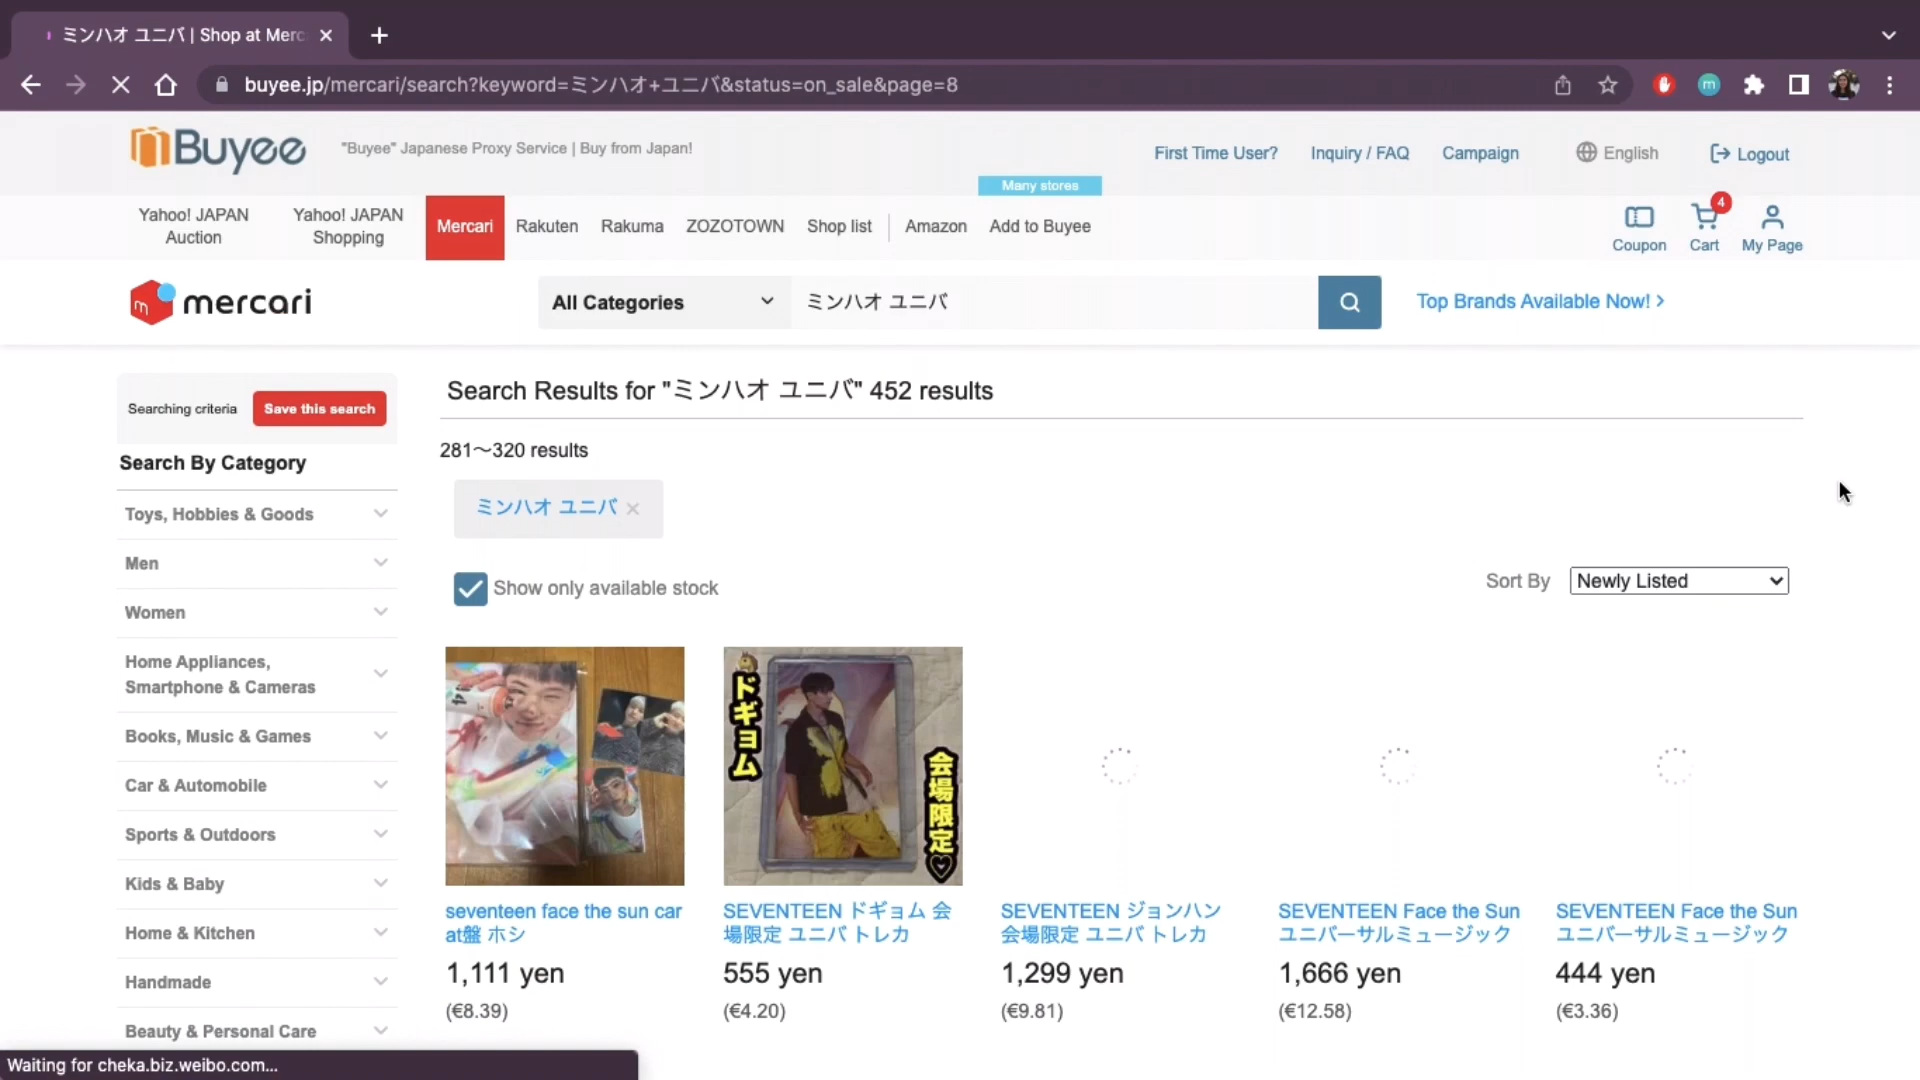 ミンハオ ユニバ | Shop at Merc
buyee.jp/mercari/search?keyword=ミンハオ+ユニバ&status=on_sale&page=8
Buyee
"Buyee" Japanese Proxy Service | Buy from Japan!
First Time User?
Inquiry / FAQ
Campaign
English
Logout
Many stores
Yahoo! JAPAN
Auction
Yahoo! JAPAN
Shopping
Mercari
Rakuten
Rakuma
ZOZOTOWN
Shop list
Amazon
Add to Buyee
Coupon
4
Cart
My Page
m mercari
All Categories
ミンハオ ユニバ
Top Brands Available Now!
Searching criteria
Save this search
Search Results for "ミンハオ ユニバ" 452 results
281～320 results
ミンハオ ユニバ
Show only available stock
Sort By
Newly Listed
Search By Category
Toys, Hobbies & Goods
Men
Women
Home Appliances,
Smartphone & Cameras
Books, Music & Games
Car & Automobile
Sports & Outdoors
Kids & Baby
Home & Kitchen
Handmade
Beauty & Personal Care
ドギョム
会場限定
seventeen face the sun car
at盤 ホシ
1,111 yen
(€8.39)
SEVENTEEN ドギョム 会
場限定 ユニバ トレカ
555 yen
(€4.20)
SEVENTEEN ジョンハン
会場限定 ユニバ トレカ
1,299 yen
(€9.81)
SEVENTEEN Face the Sun
ユニバーサルミュージック
1,666 yen
(€12.58)
SEVENTEEN Face the Sun
ユニバーサルミュージック
444 yen
(€3.36)
Waiting for cheka.biz.weibo.com...